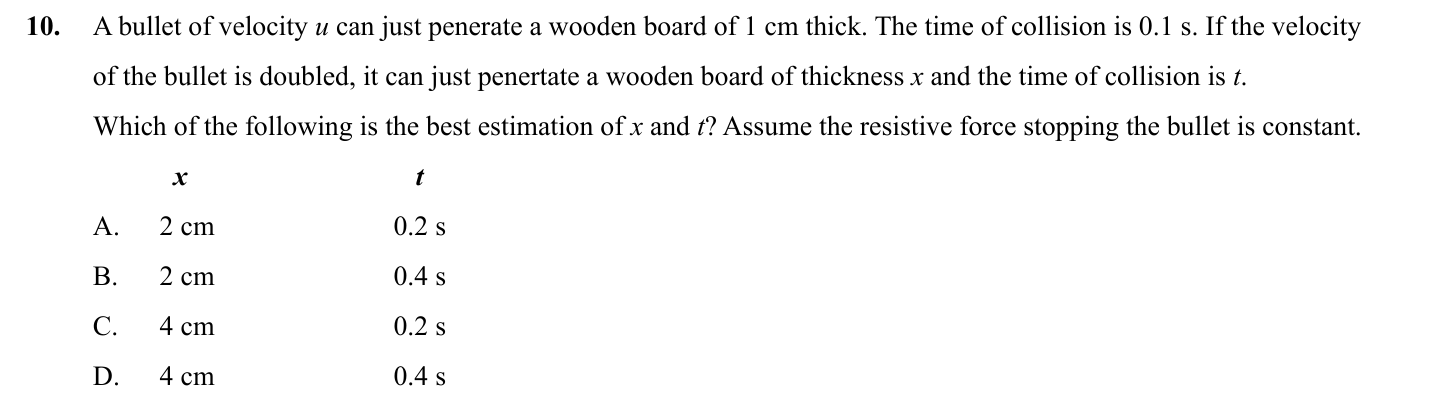 10. A bullet of velocity u can just penerate a wooden board of 1 cm thick. The time of collision is 0.1 s. If the velocity
of the bullet is doubled, it can just penertate a wooden board of thickness x and the time of collision is t.
Which of the following is the best estimation of x and t? Assume the resistive force stopping the bullet is constant.
x t
A. 2 cm 0.2 s
B. 2 cm 0.4 s
C. 4 cm 0.2 s
D. 4 cm 0.4 s